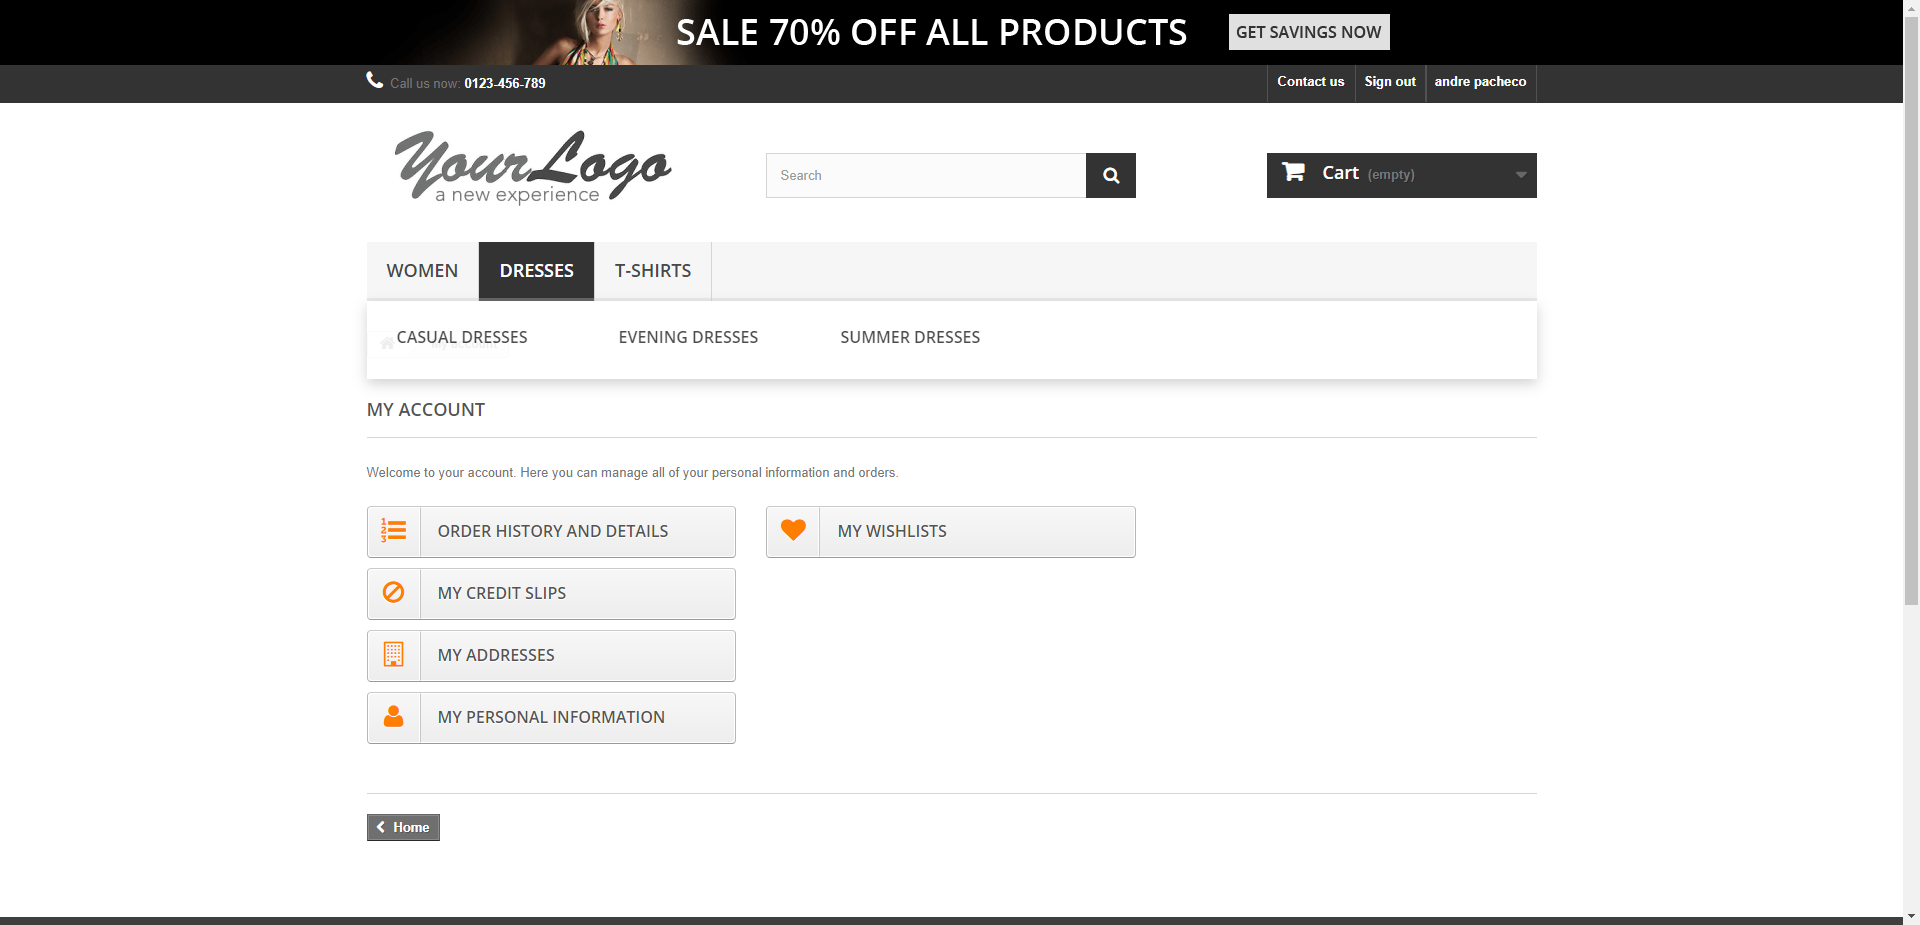 SALE 70% OFF ALL PRODUCTS GET SAVINGS NOW
Call us now: 0123-456-789 Contact us Sign out andre pacheco
YourLogo
a new experience
Search
Cart (empty)
WOMEN DRESSES T-SHIRTS
CASUAL DRESSES EVENING DRESSES SUMMER DRESSES
MY ACCOUNT
Welcome to your account. Here you can manage all of your personal information and orders.
ORDER HISTORY AND DETAILS MY WISHLISTS
MY CREDIT SLIPS
MY ADDRESSES
MY PERSONAL INFORMATION
Home